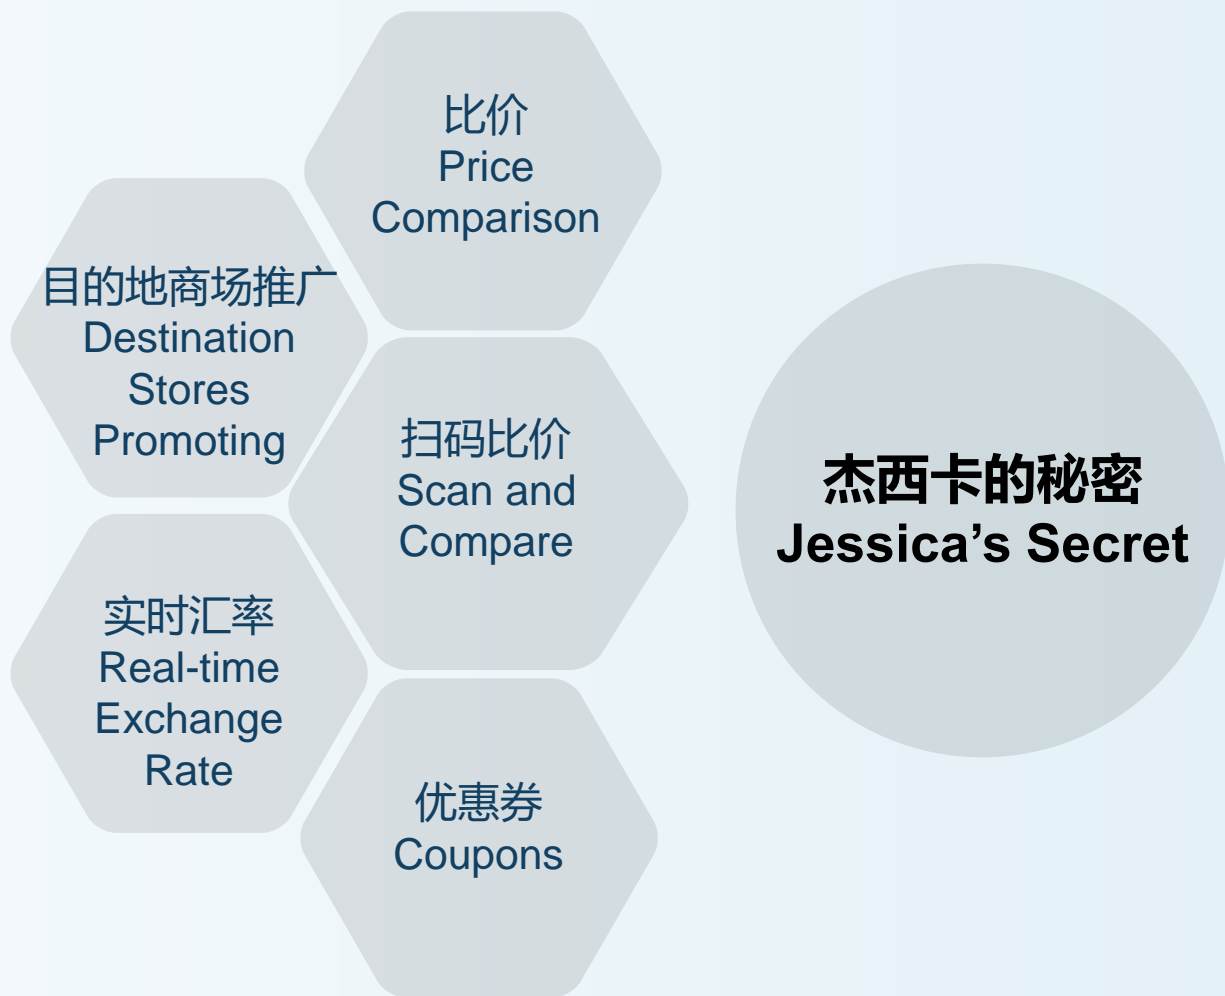 比价
Price
Comparison
目的地商场推广
Destination
Stores
Promoting
扫码比价
Scan and
Compare
实时汇率
Real-time
Exchange
Rate
优惠券
Coupons
杰西卡的秘密
Jessica’s Secret